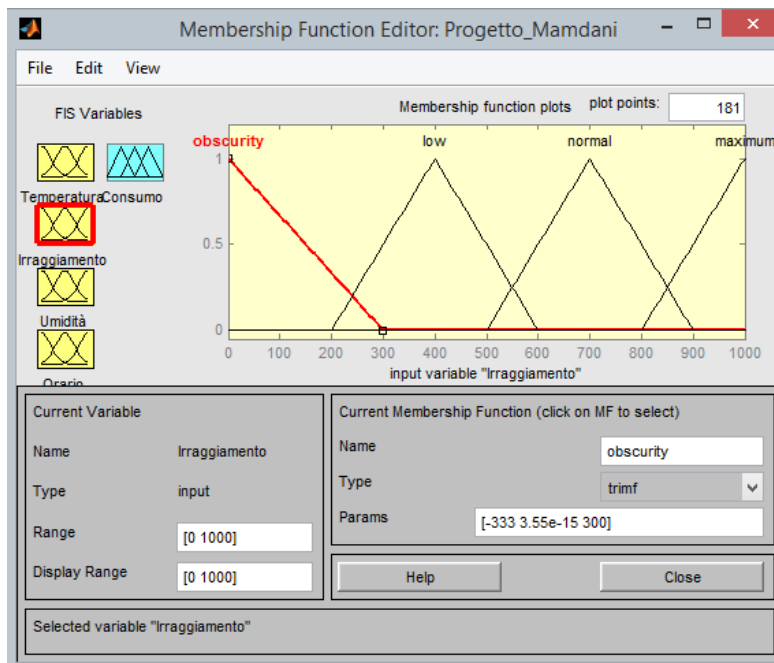 Membership Function Editor: Progetto_Mamdani
File Edit View
FIS Variables
Membership function plots plot points: 181
obscurity low normal maximum
1
Temperatura Consumo
0.5
Irraggiamento
0
Umidità
0 100 200 300 400 500 600 700 800 900 1000
input variable "Irraggiamento"
Orario
Current Variable
Name Irraggiamento
Type input
Range [0 1000]
Display Range [0 1000]
Current Membership Function (click on MF to select)
Name obscurity
Type trimf
Params [-333 3.55e-15 300]
Help Close
Selected variable "Irraggiamento"